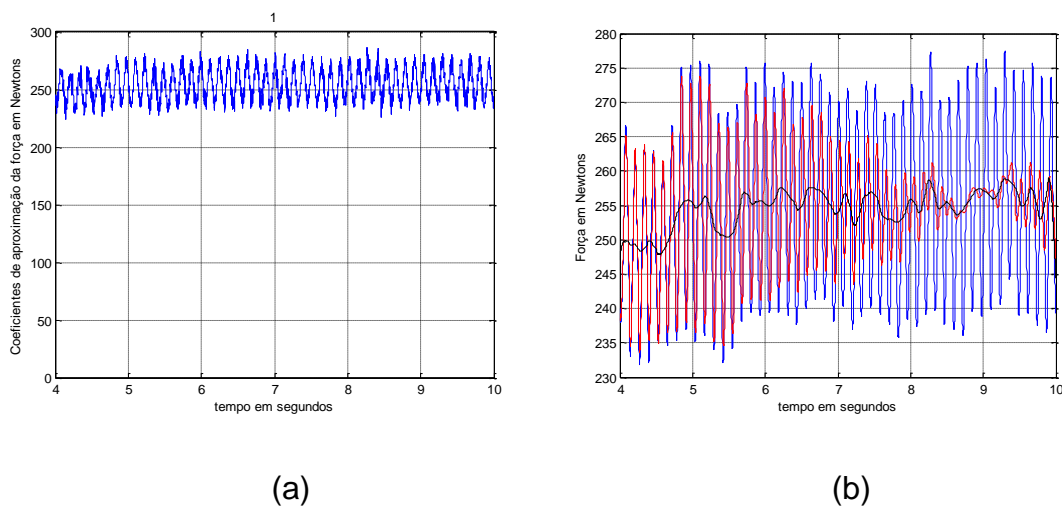 1
300
250
200
150
100
50
0
4 5 6 7 8 9 10
Coeficientes de aproximação da força em Newtons
tempo em segundos
(a)
280
275
270
265
260
255
250
245
240
235
230
4 5 6 7 8 9 10
Força em Newtons
tempo em segundos
(b)